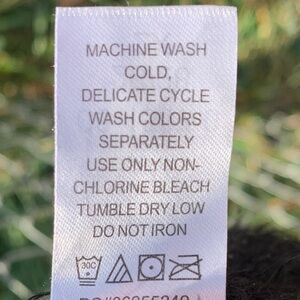 MACHINE WASH
COLD,
DELICATE CYCLE
WASH COLORS
SEPARATELY
USE ONLY NON-
CHLORINE BLEACH
TUMBLE DRY LOW
DO NOT IRON
30C